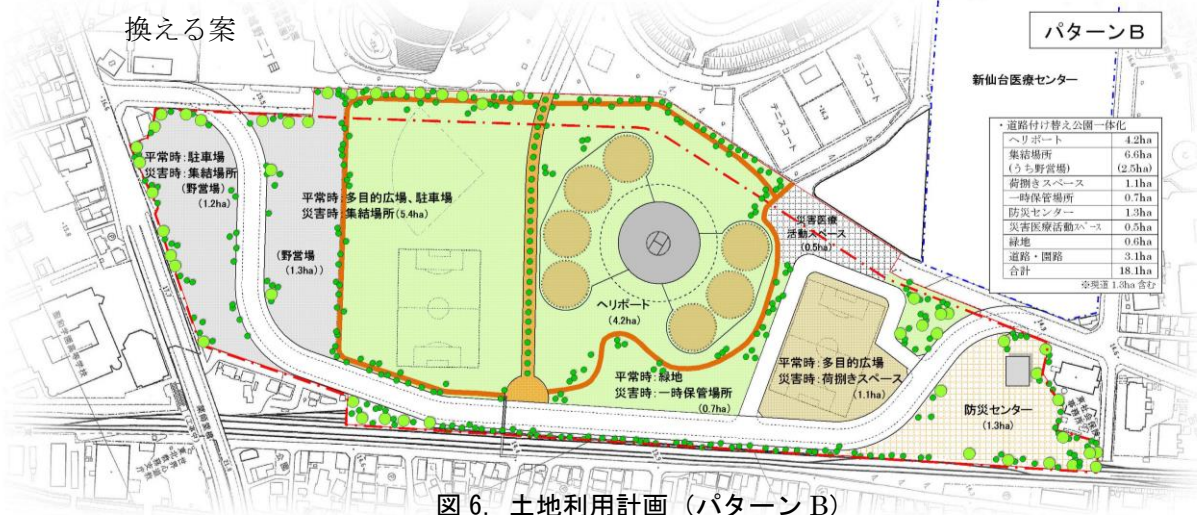 換える案
パターンB
新仙台医療センター
・道路付け替え公園一体化
ヘリポート 4.2ha
集結場所 6.6ha
(うち野営場) (2.5ha)
荷捌きスペース 1.1ha
一時保管場所 0.7ha
防災センター 1.3ha
災害医療活動スペース 0.5ha
緑地 0.6ha
道路・園路 3.1ha
合計 18.1ha
※現道 1.3ha 含む
テニスコート
テニスコート
平常時:駐車場
災害時:集結場所
(野営場)
(1.2ha)
平常時:多目的広場、駐車場
災害時:集結場所(5.4ha)
(野営場)
(1.3ha))
災害医療
活動スペース
(0.5ha)
H
ヘリポート
(4.2ha)
平常時:緑地
災害時:一時保管場所
(0.7ha)
平常時:多目的広場
災害時:荷捌きスペース
(1.1ha)
防災センター
(1.3ha)
公園
図 6. 土地利用計画（パターン B）